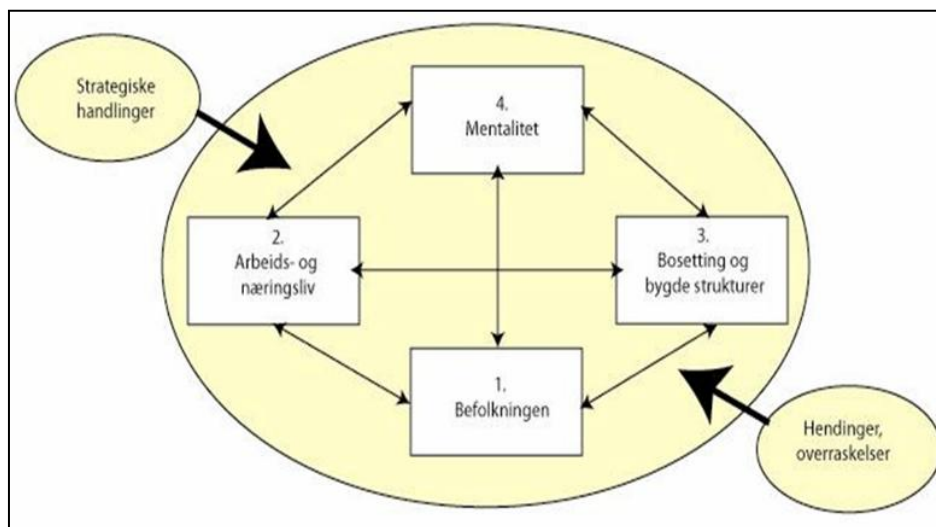 Strategiske
handlinger
4.
Mentalitet
2.
Arbeids- og
næringsliv
3.
Bosetting og
bygde strukturer
1.
Befolkningen
Hendinger,
overraskelser